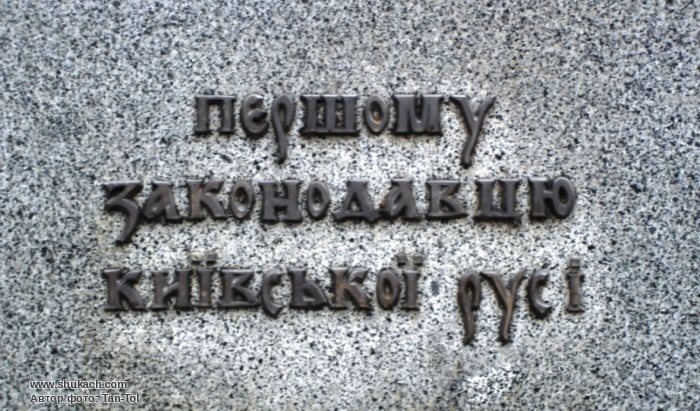 першому
законодавцю
київської русі
www.shukach.com
Автор фото: Tan-Tol